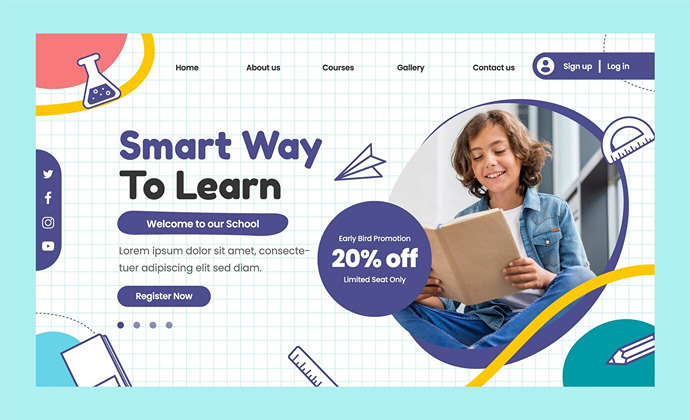 Home
About us
Courses
Gallery
Contact us
Sign up
Log in
Smart Way
To Learn
Welcome to our School
Lorem ipsum dolor sit amet, consecte-
tuer adipiscing elit sed diam.
Register Now
Early Bird Promotion
20% off
Limited Seat Only